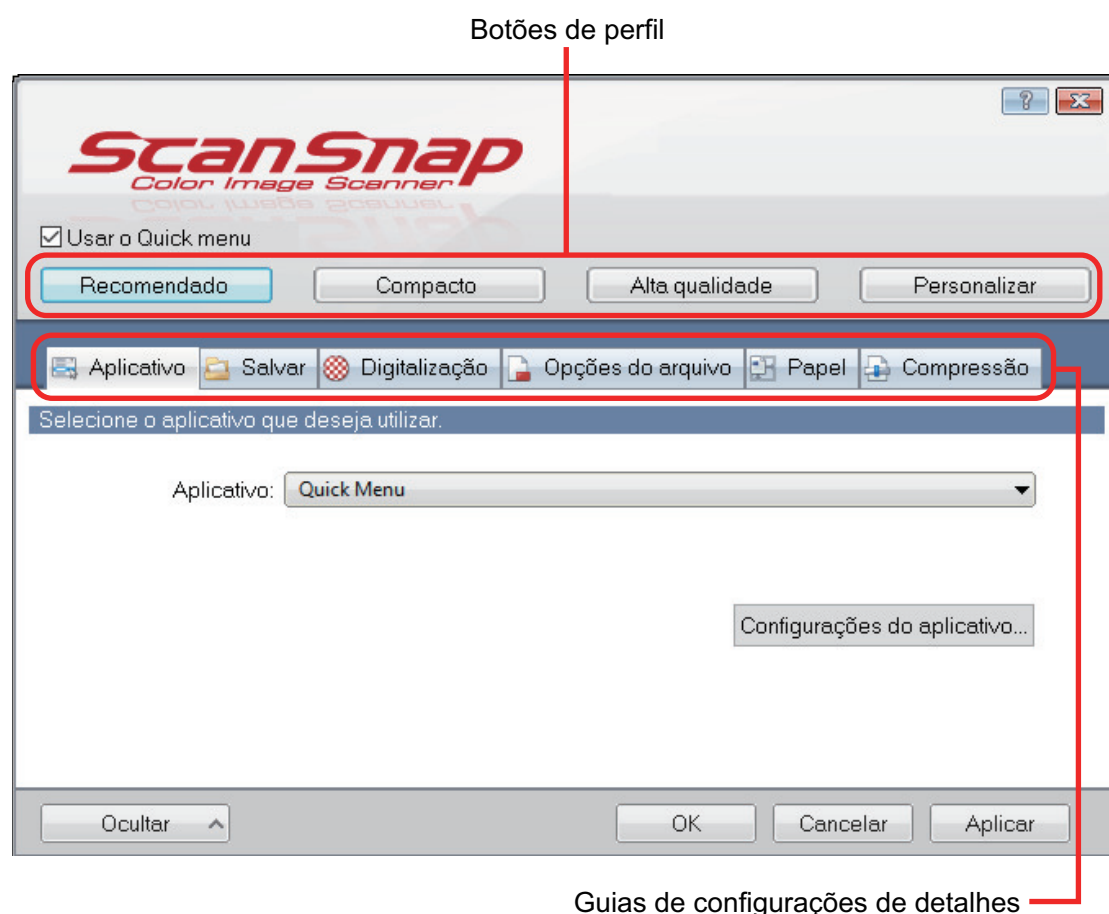 Botões de perfil
ScanSnap
Color Image Scanner
Usar o Quick menu
Recomendado Compacto Alta qualidade Personalizar
Aplicativo Salvar Digitalização Opções do arquivo Papel Compressão
Selecione o aplicativo que deseja utilizar.
Aplicativo: Quick Menu
Configurações do aplicativo...
Ocultar OK Cancelar Aplicar
Guias de configurações de detalhes